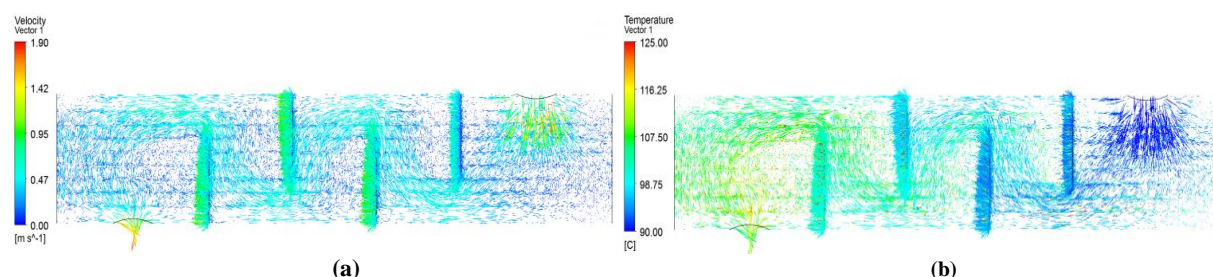 Velocity
Vector 1
1.90
1.42
0.95
0.47
0.00
[m s^-1]
(a)
Temperature
Vector 1
125.00
116.25
107.50
98.75
90.00
[C]
(b)